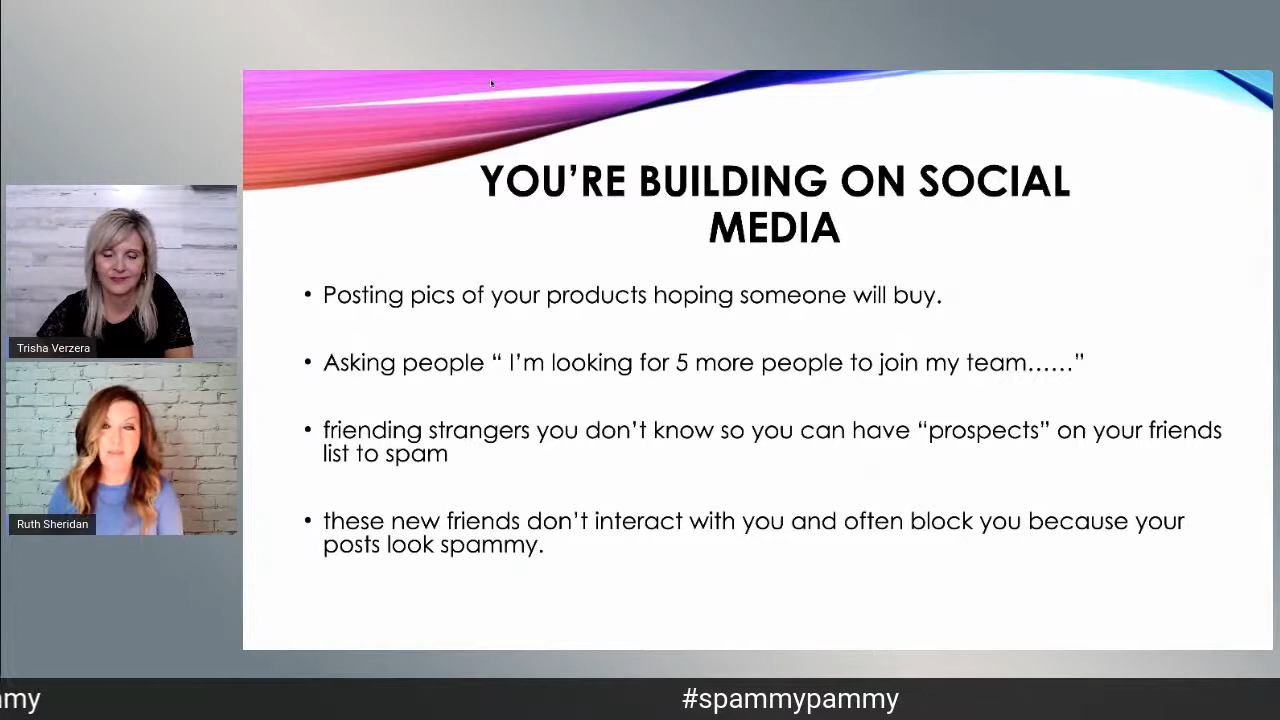 YOU'RE BUILDING ON SOCIAL
MEDIA
• Posting pics of your products hoping someone will buy.
• Asking people “ I'm looking for 5 more people to join my team……”
• friending strangers you don't know so you can have “prospects” on your friends
list to spam
• these new friends don't interact with you and often block you because your
posts look spammy.
Trisha Verzera
Ruth Sheridan
mmy
#spammypammy